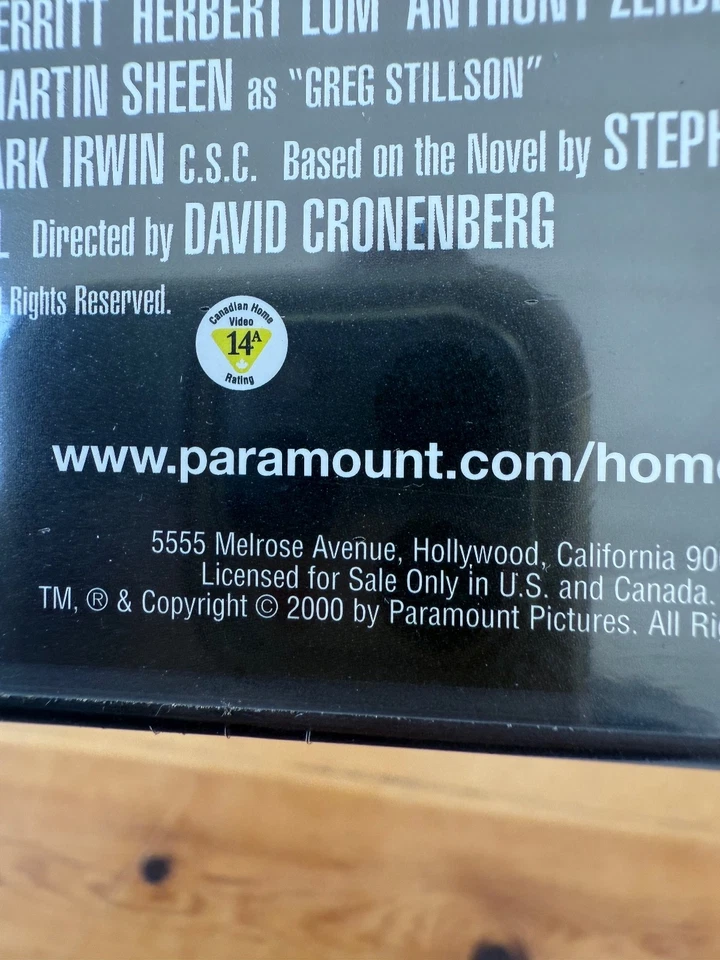 HERBERT LOM ANTHONY
MARTIN SHEEN as "GREG STILLSON"
ARK IRWIN C.S.C. Based on the Novel by STEPH
Directed by DAVID CRONENBERG
Rights Reserved.
Canadian Home
Video
14A
Rating
www.paramount.com/home
5555 Melrose Avenue, Hollywood, California 90
Licensed for Sale Only in U.S. and Canada.
TM, ® & Copyright © 2000 by Paramount Pictures. All Rig